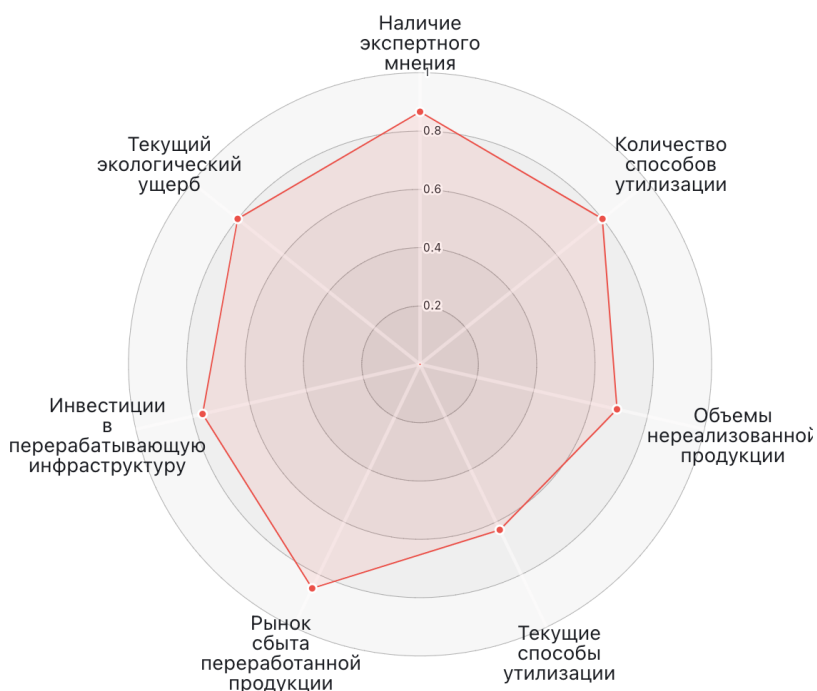 Наличие
экспертного
мнения
1
Текущий
экологический
ущерб
0.8
Количество
способов
утилизации
0.6
0.4
0.2
Инвестиции
в
перерабатывающую
инфраструктуру
Объемы
нереализованной
продукции
Рынок
сбыта
переработанной
продукции
Текущие
способы
утилизации